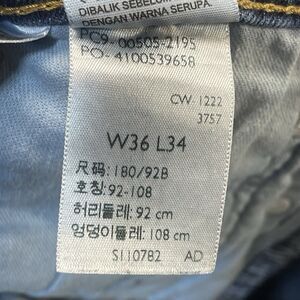 DIBALIK SEBELUM
DENGAN WARNA SERUPA.
PC9-00505-2195
PO-4100539658
CW 1222
3757
W36 L34
尺码: 180/92B
호칭: 92-108
허리둘레: 92 cm
엉덩이둘레: 108 cm
S110782 AD